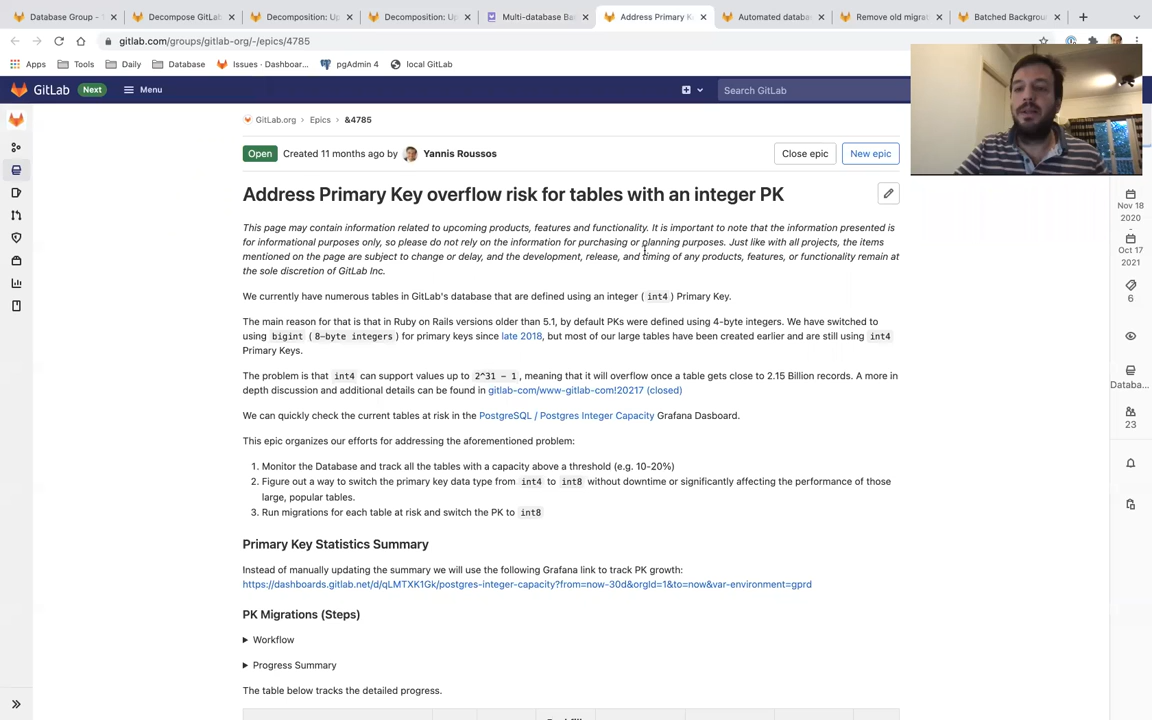 Database Group -
Decompose GitLab
Decomposition: Up
Decomposition: Up
Multi-database Ba
Address Primary K
Automated databa
Remove old migrat
Batched Backgroun
gitlab.com/groups/gitlab-org/-/epics/4785
Apps Tools Daily Database Issues · Dashboar... pgAdmin 4 local GitLab
GitLab Next Menu Search GitLab
GitLab.org › Epics › &4785
Open Created 11 months ago by Yannis Roussos Close epic New epic
Address Primary Key overflow risk for tables with an integer PK
This page may contain information related to upcoming products, features and functionality. It is important to note that the information presented is
for informational purposes only, so please do not rely on the information for purchasing or planning purposes. Just like with all projects, the items
mentioned on the page are subject to change or delay, and the development, release, and timing of any products, features, or functionality remain at
the sole discretion of GitLab Inc.
We currently have numerous tables in GitLab's database that are defined using an integer ( int4 ) Primary Key.
The main reason for that is that in Ruby on Rails versions older than 5.1, by default PKs were defined using 4-byte integers. We have switched to
using bigint ( 8-byte integers ) for primary keys since late 2018, but most of our large tables have been created earlier and are still using int4
Primary Keys.
The problem is that int4 can support values up to 2^31 - 1 , meaning that it will overflow once a table gets close to 2.15 Billion records. A more in
depth discussion and additional details can be found in gitlab-com/www-gitlab-com!20217 (closed)
We can quickly check the current tables at risk in the PostgreSQL / Postgres Integer Capacity Grafana Dasboard.
This epic organizes our efforts for addressing the aforementioned problem:
1. Monitor the Database and track all the tables with a capacity above a threshold (e.g. 10-20%)
2. Figure out a way to switch the primary key data type from int4 to int8 without downtime or significantly affecting the performance of those
large, popular tables.
3. Run migrations for each table at risk and switch the PK to int8
Primary Key Statistics Summary
Instead of manually updating the summary we will use the following Grafana link to track PK growth:
https://dashboards.gitlab.net/d/qLMTXK1Gk/postgres-integer-capacity?from=now-30d&orgId=1&to=now&var-environment=gprd
PK Migrations (Steps)
Workflow
Progress Summary
The table below tracks the detailed progress.
Nov 18
2020
-
Oct 17
2021
6
Databa...
23